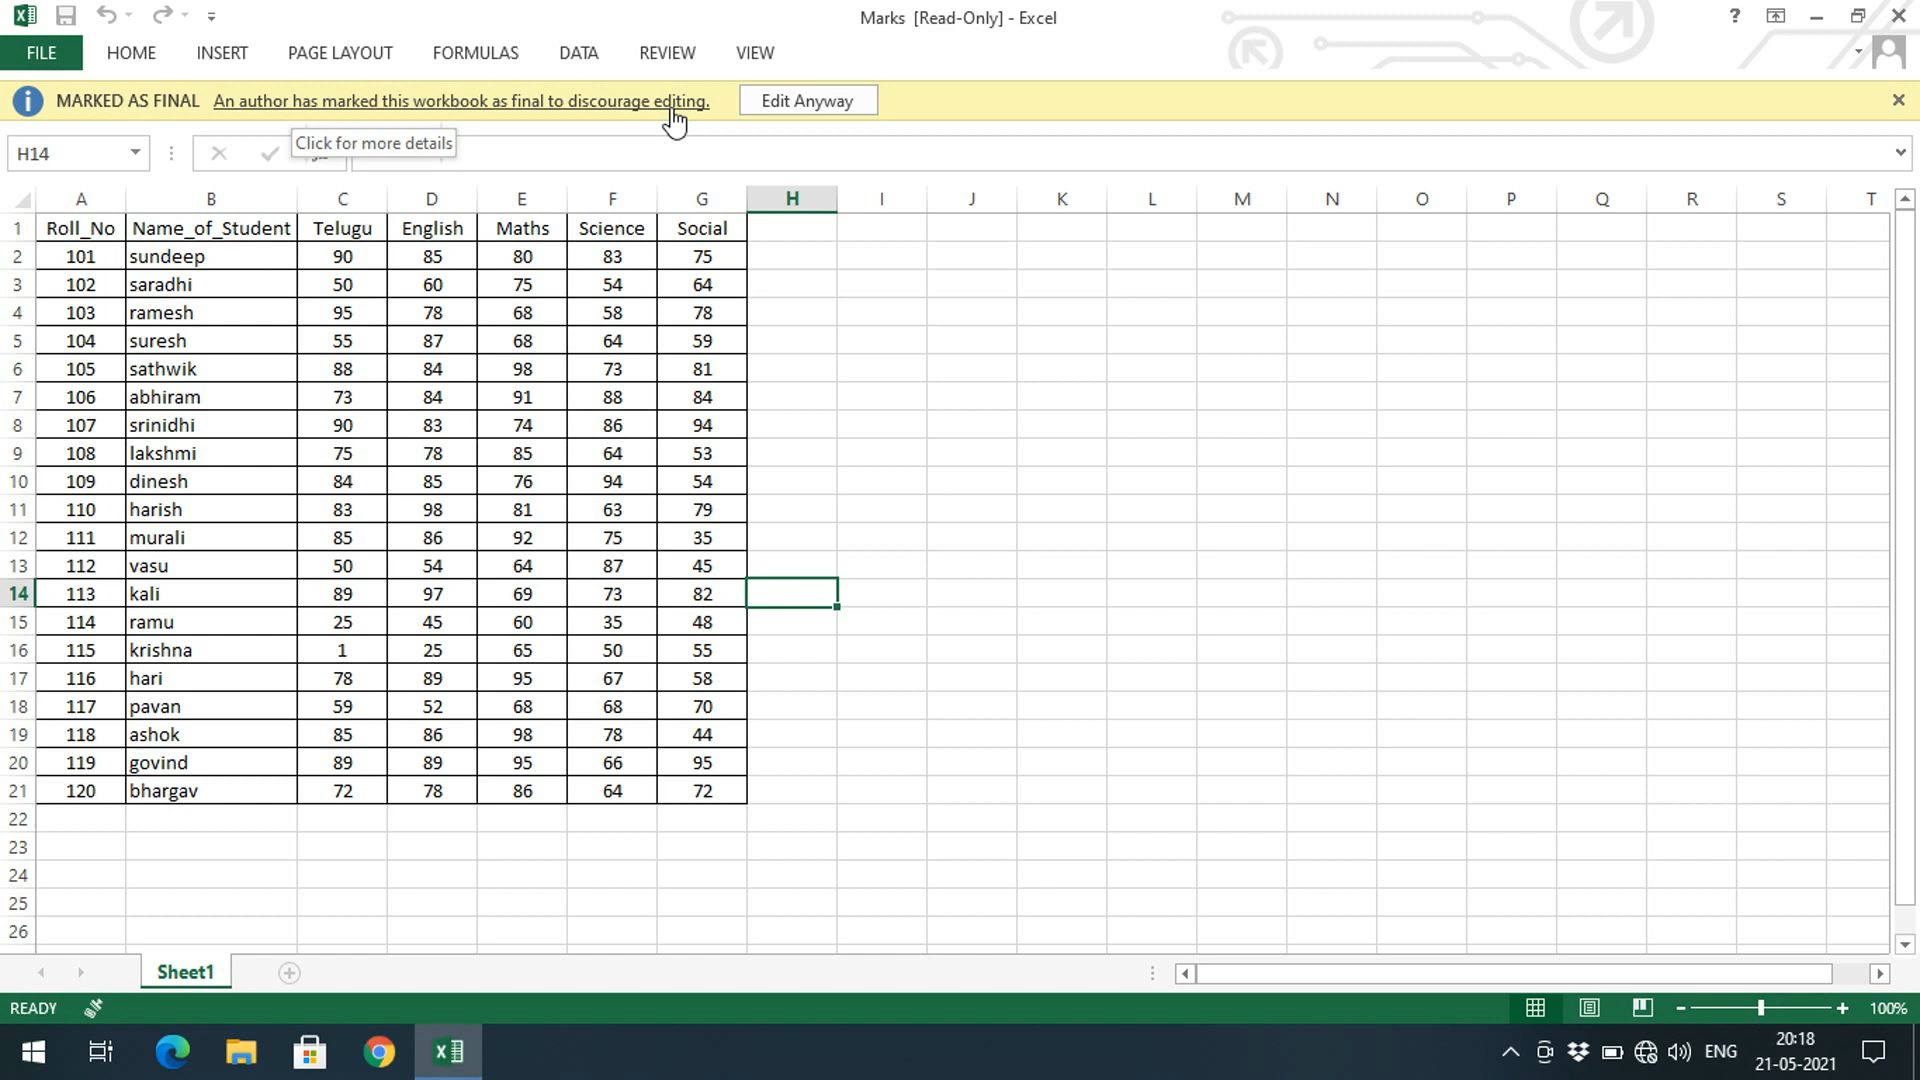 Marks [Read-Only] - Excel
?
FILE HOME INSERT PAGE LAYOUT FORMULAS DATA REVIEW VIEW
MARKED AS FINAL An author has marked this workbook as final to discourage editing. Edit Anyway
H14
Click for more details
A B C D E F G H I J K L M N O P Q R S T
1 Roll_No Name_of_Student Telugu English Maths Science Social
2 101 sundeep 90 85 80 83 75
3 102 saradhi 50 60 75 54 64
4 103 ramesh 95 78 68 58 78
5 104 suresh 55 87 68 64 59
6 105 sathwik 88 84 98 73 81
7 106 abhiram 73 84 91 88 84
8 107 srinidhi 90 83 74 86 94
9 108 lakshmi 75 78 85 64 53
10 109 dinesh 84 85 76 94 54
11 110 harish 83 98 81 63 79
12 111 murali 85 86 92 75 35
13 112 vasu 50 54 64 87 45
14 113 kali 89 97 69 73 82
15 114 ramu 25 45 60 35 48
16 115 krishna 1 25 65 50 55
17 116 hari 78 89 95 67 58
18 117 pavan 59 52 68 68 70
19 118 ashok 85 86 98 78 44
20 119 govind 89 89 95 66 95
21 120 bhargav 72 78 86 64 72
22
23
24
25
26
Sheet1
READY 100%
ENG 20:18
21-05-2021